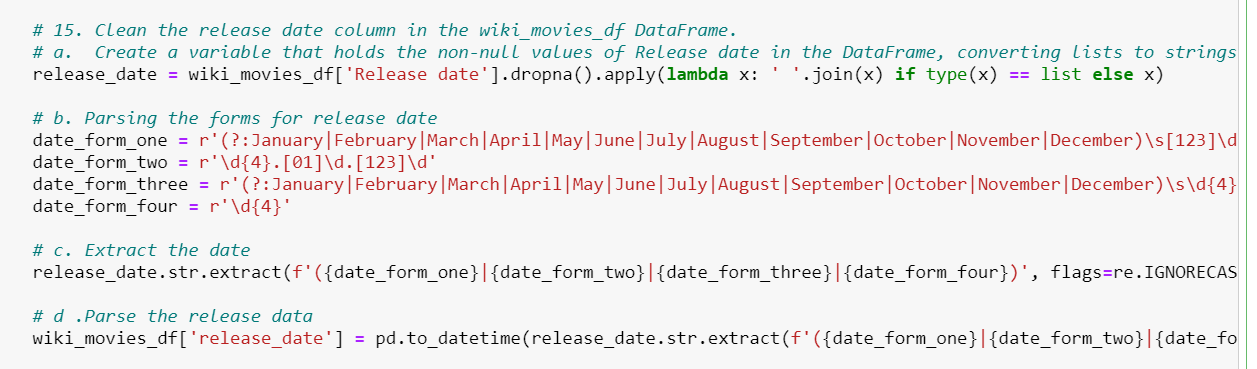 # 15. Clean the release date column in the wiki_movies_df DataFrame.
# a.  Create a variable that holds the non-null values of Release date in the DataFrame, converting lists to strings
release_date = wiki_movies_df['Release date'].dropna().apply(lambda x: ' '.join(x) if type(x) == list else x)
# b. Parsing the forms for release date
date_form_one = r'(?:January|February|March|April|May|June|July|August|September|October|November|December)\s[123]\d
date_form_two = r'\d{4}.[01]\d.[123]\d'
date_form_three = r'(?:January|February|March|April|May|June|July|August|September|October|November|December)\s\d{4}
date_form_four = r'\d{4}'
# c. Extract the date
release_date.str.extract(f'({date_form_one}|{date_form_two}|{date_form_three}|{date_form_four})', flags=re.IGNORECAS
# d .Parse the release data
wiki_movies_df['release_date'] = pd.to_datetime(release_date.str.extract(f'({date_form_one}|{date_form_two}|{date_fo